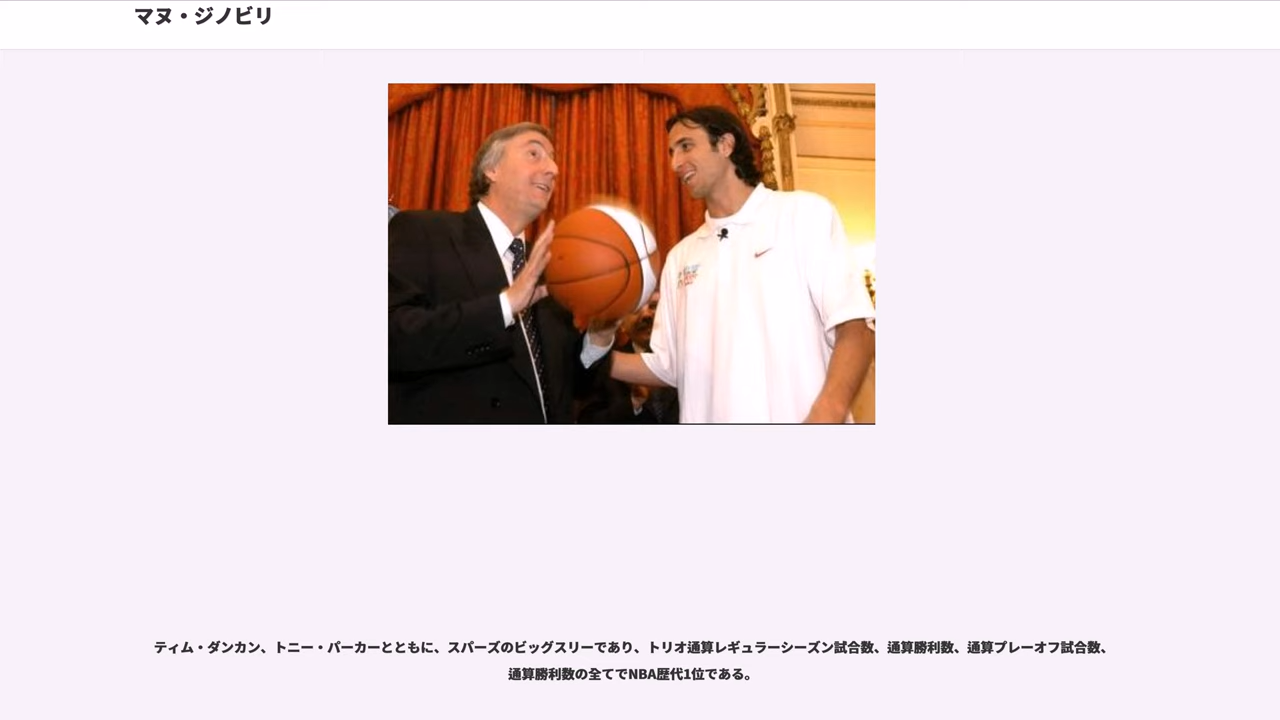 マヌ・ジノビリ
ティム・ダンカン、トニー・パーカーとともに、スパーズのビッグスリーであり、トリオ通算レギュラーシーズン試合数、通算勝利数、通算プレーオフ試合数、
通算勝利数の全てでNBA歴代1位である。